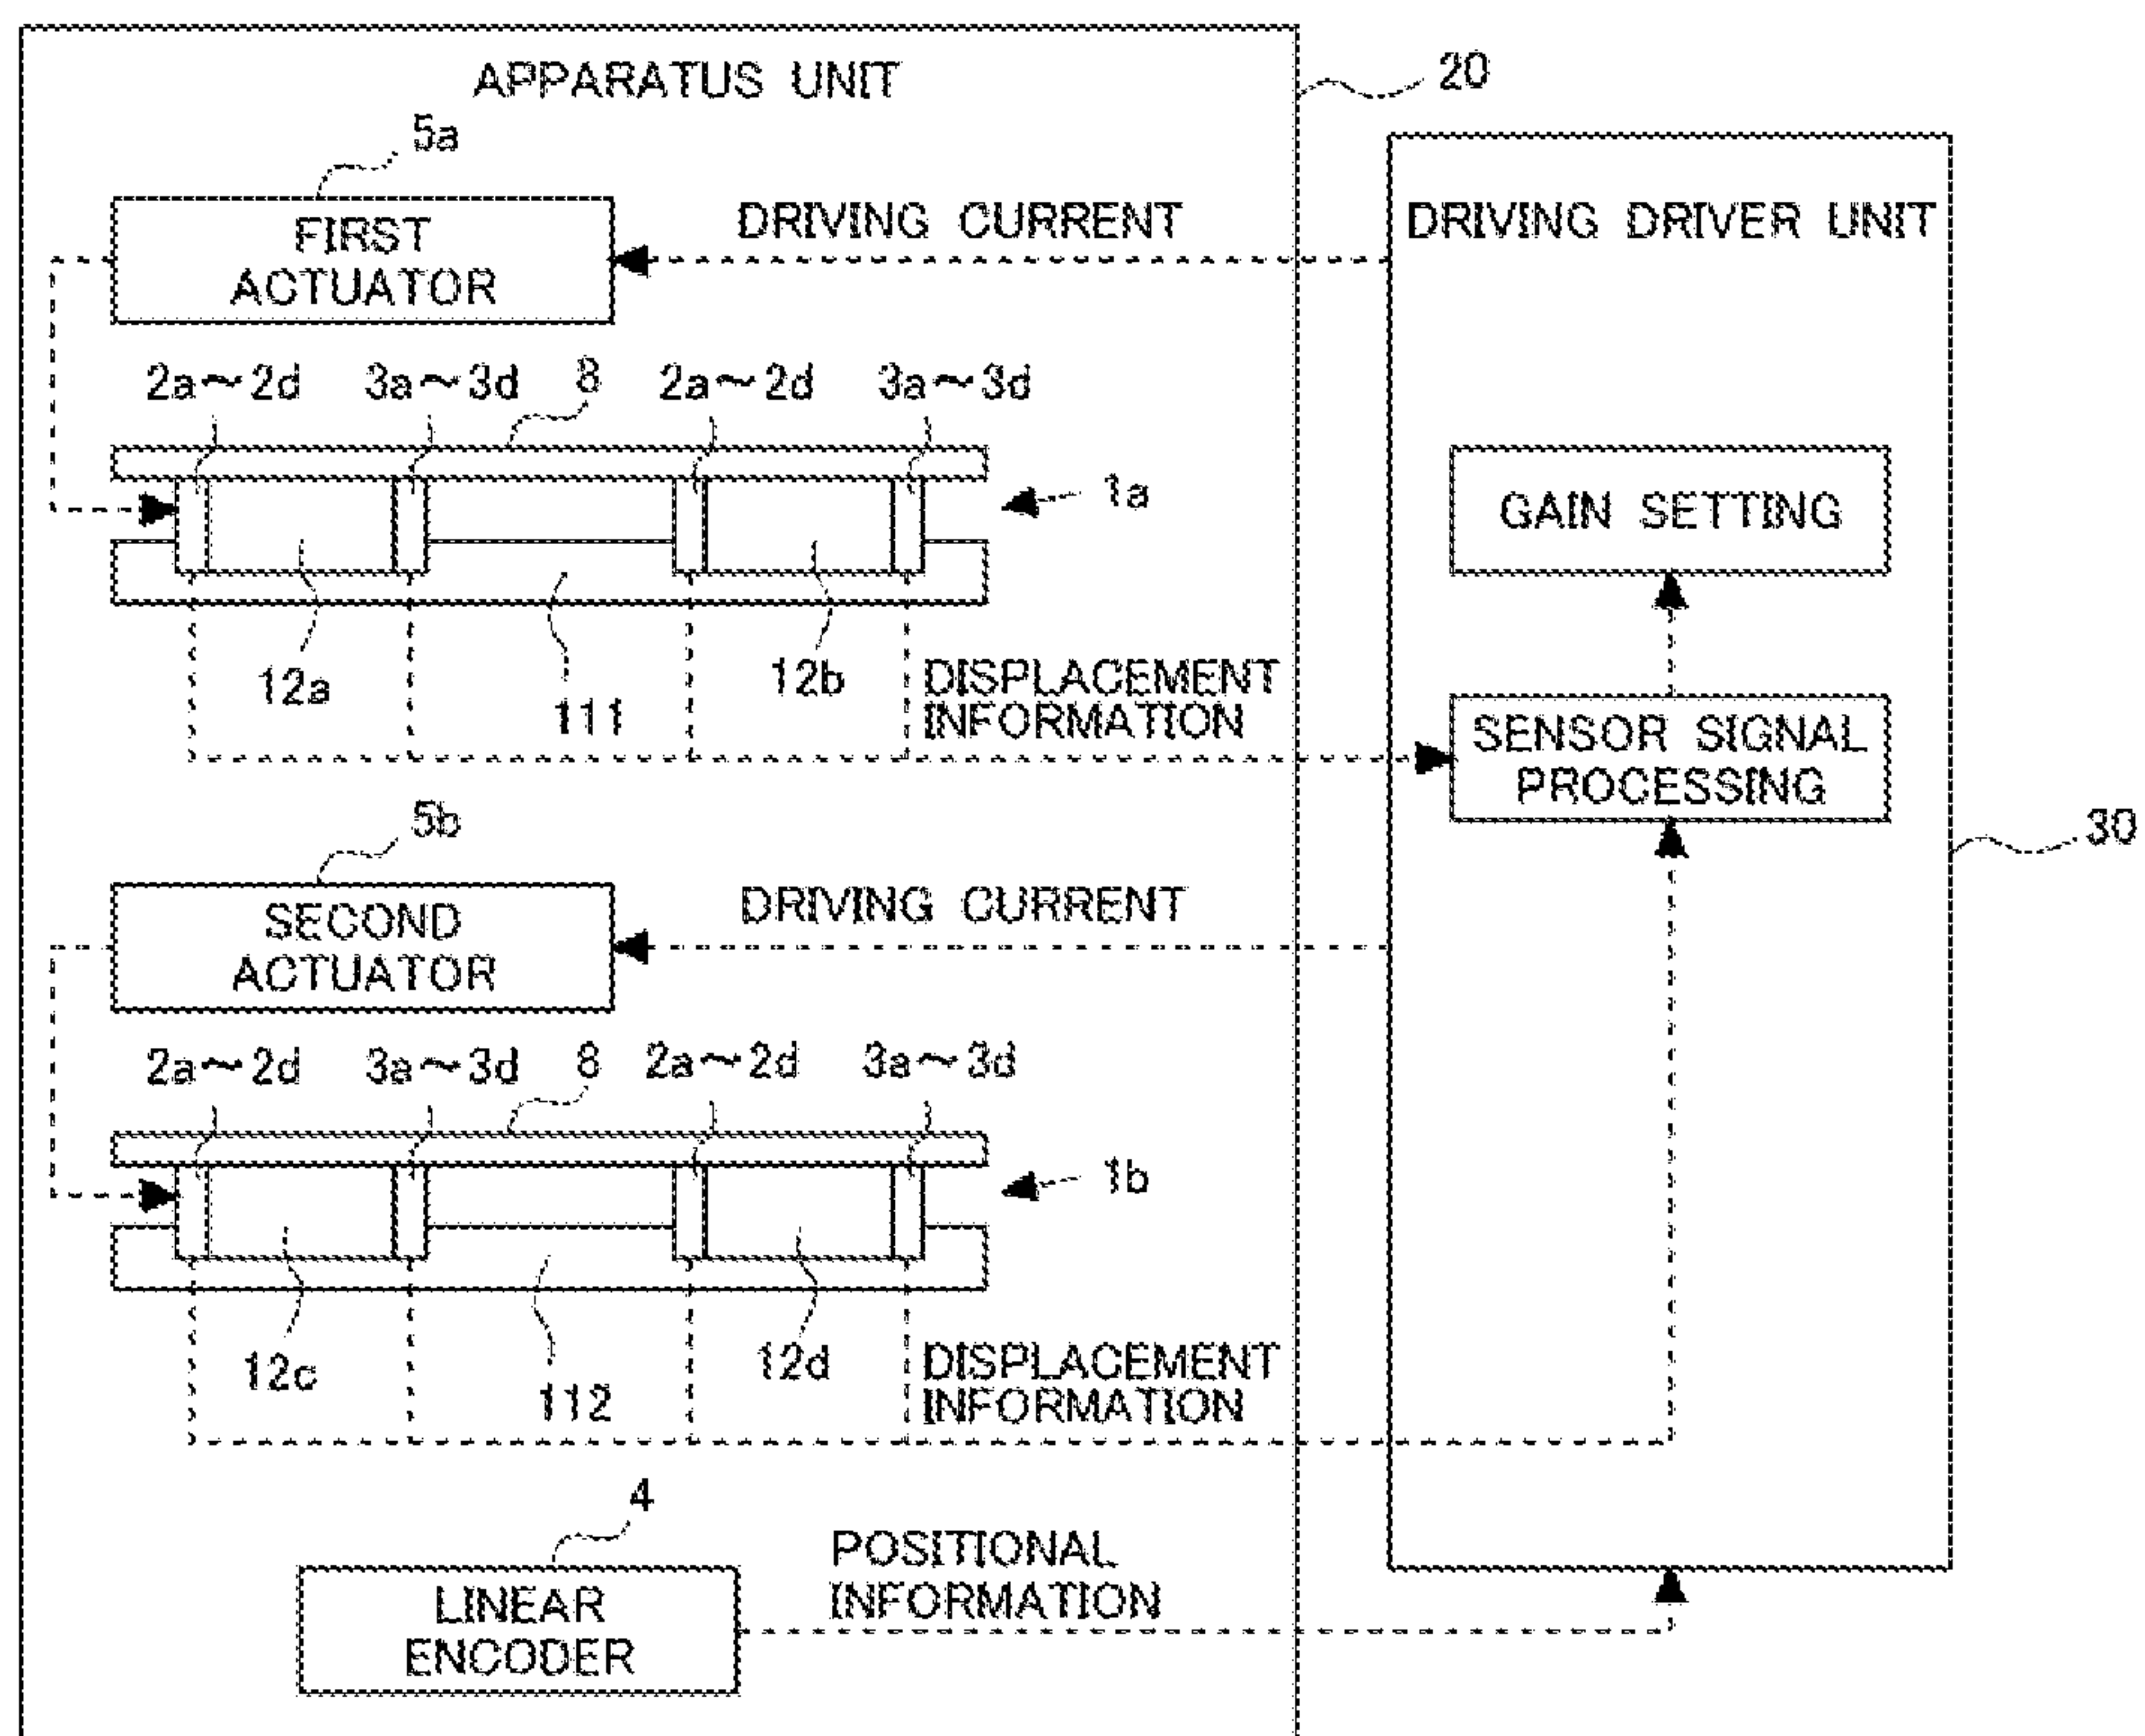 APPARATUS UNIT
20
5a
FIRST
ACTUATOR
DRIVING CURRENT
DRIVING DRIVER UNIT
2a~2d 3a~3d 8 2a~2d 3a~3d
1a
GAIN SETTING
12a
111
12b
DISPLACEMENT
INFORMATION
SENSOR SIGNAL
PROCESSING
30
5b
SECOND
ACTUATOR
DRIVING CURRENT
2a~2d 3a~3d 8 2a~2d 3a~3d
1b
12c
112
12d
DISPLACEMENT
INFORMATION
4
LINEAR
ENCODER
POSITIONAL
INFORMATION